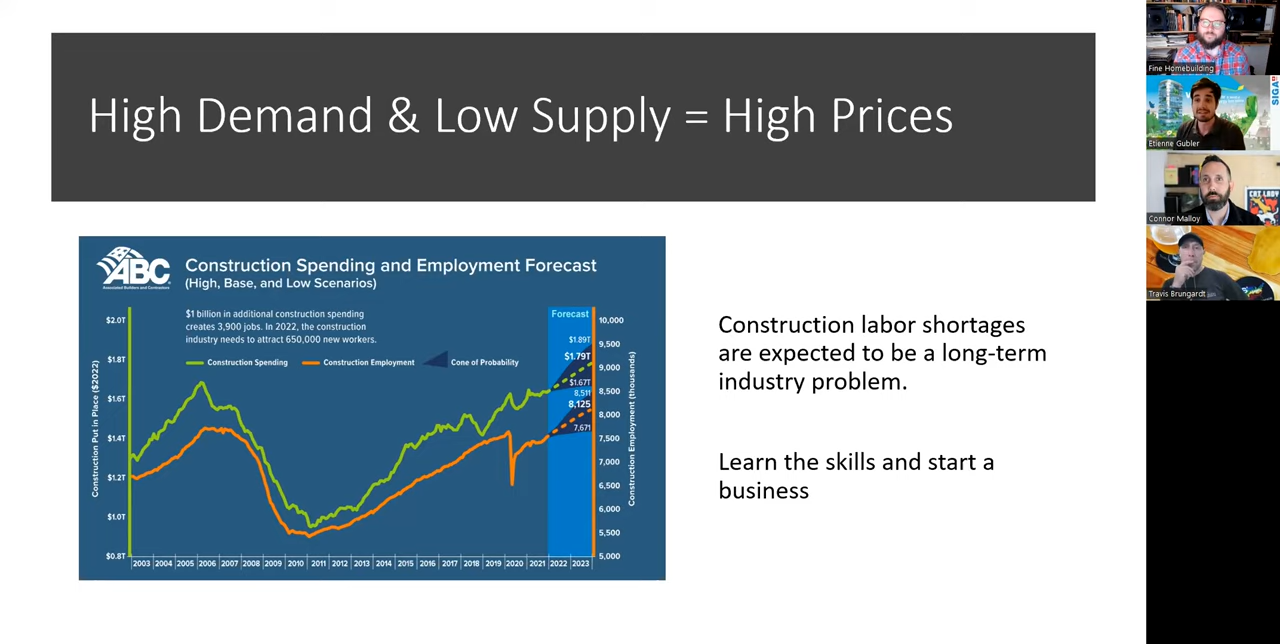 High Demand & Low Supply = High Prices
ABC
Associated Builders and Contractors
Construction Spending and Employment Forecast
(High, Base, and Low Scenarios)
$1 billion in additional construction spending
creates 3,900 jobs. In 2022, the construction
industry needs to attract 650,000 new workers.
Construction Spending
Construction Employment
Cone of Probability
Forecast
Construction Put in Place ($2022)
$2.0T
$1.8T
$1.6T
$1.4T
$1.2T
$1.0T
$0.8T
$1.89T
$1.79T
$1.67T
8,511
8,125
7,671
10,000
9,500
9,000
8,500
8,000
7,500
7,000
6,500
6,000
5,500
5,000
Construction Employment (thousands)
2003 2004 2005 2006 2007 2008 2009 2010 2011 2012 2013 2014 2015 2016 2017 2018 2019 2020 2021 2022 2023
Construction labor shortages
are expected to be a long-term
industry problem.
Learn the skills and start a
business
Fine Homebuilding
SIGA
Etienne Gubler
CAT LADY
Connor Malloy
Travis Brungardt